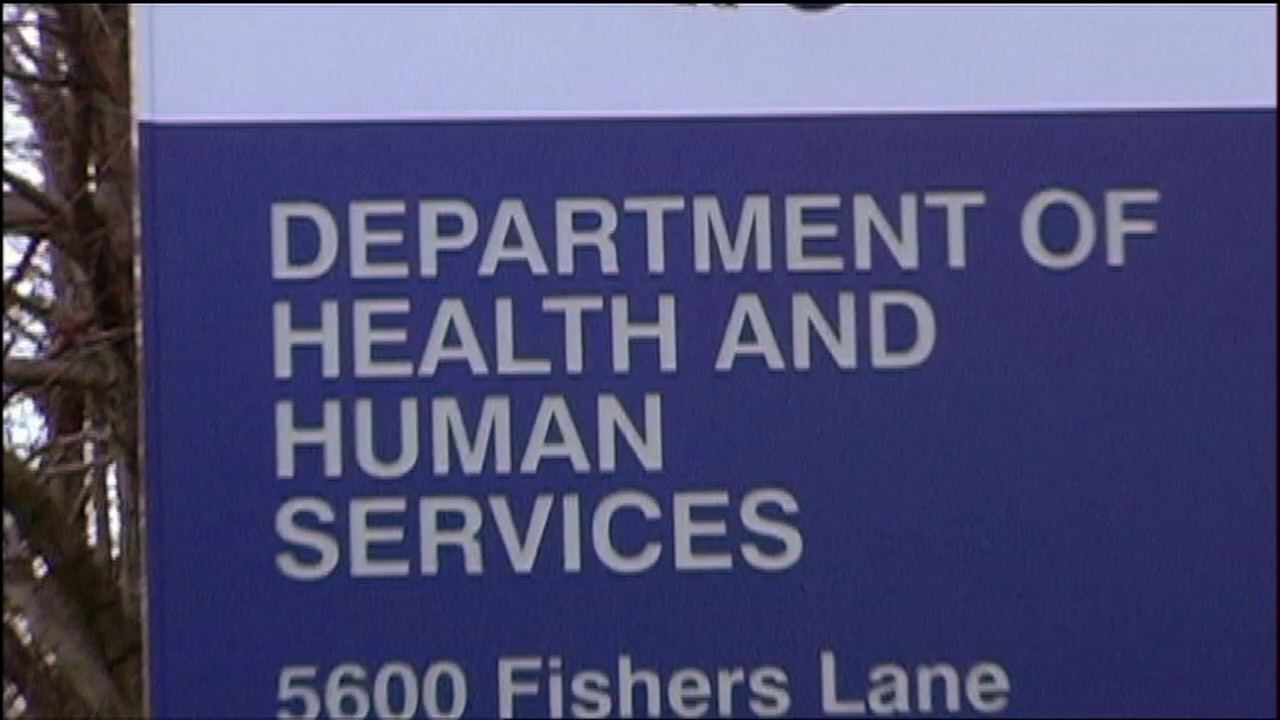 DEPARTMENT OF
HEALTH AND
HUMAN
SERVICES
5600 Fishers Lane